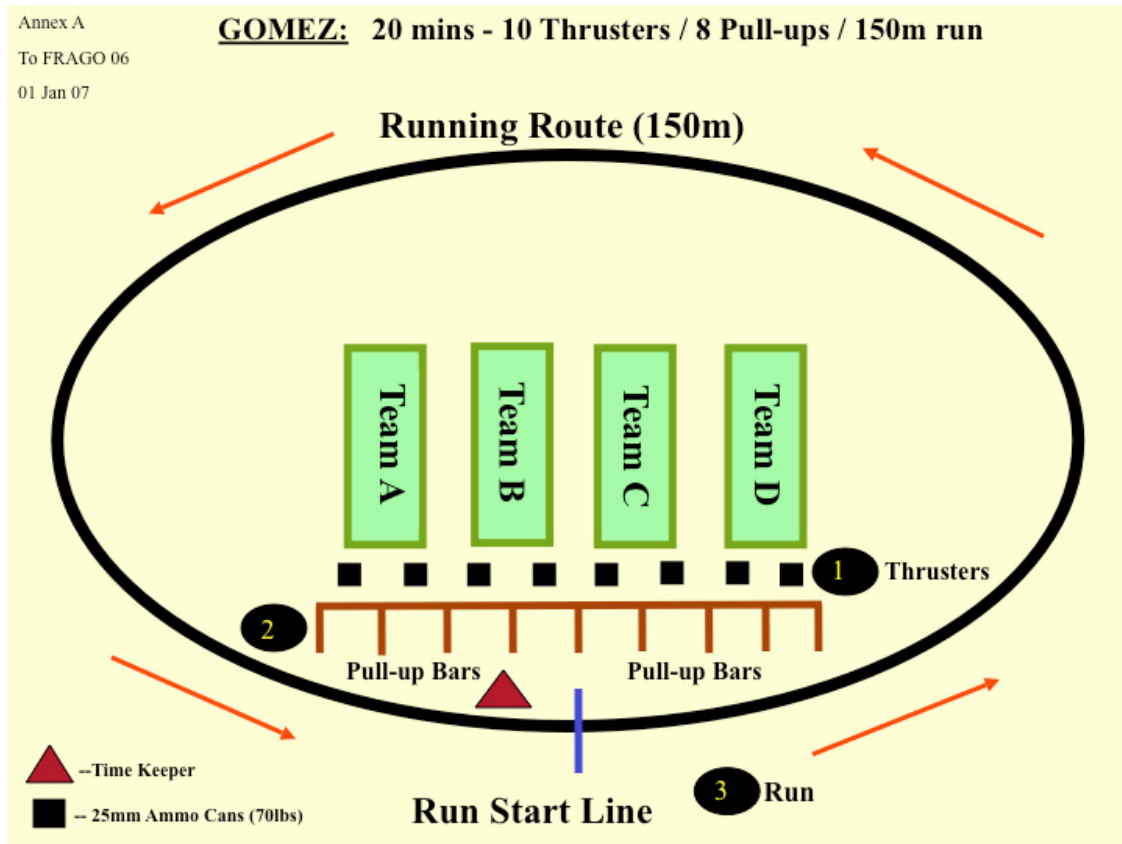 Annex A
To FRAGO 06
01 Jan 07
GOMEZ: 20 mins - 10 Thrusters / 8 Pull-ups / 150m run
Running Route (150m)
Team A
Team B
Team C
Team D
1 Thrusters
2
Pull-up Bars
Pull-up Bars
--Time Keeper
-- 25mm Ammo Cans (70lbs)
Run Start Line
3 Run